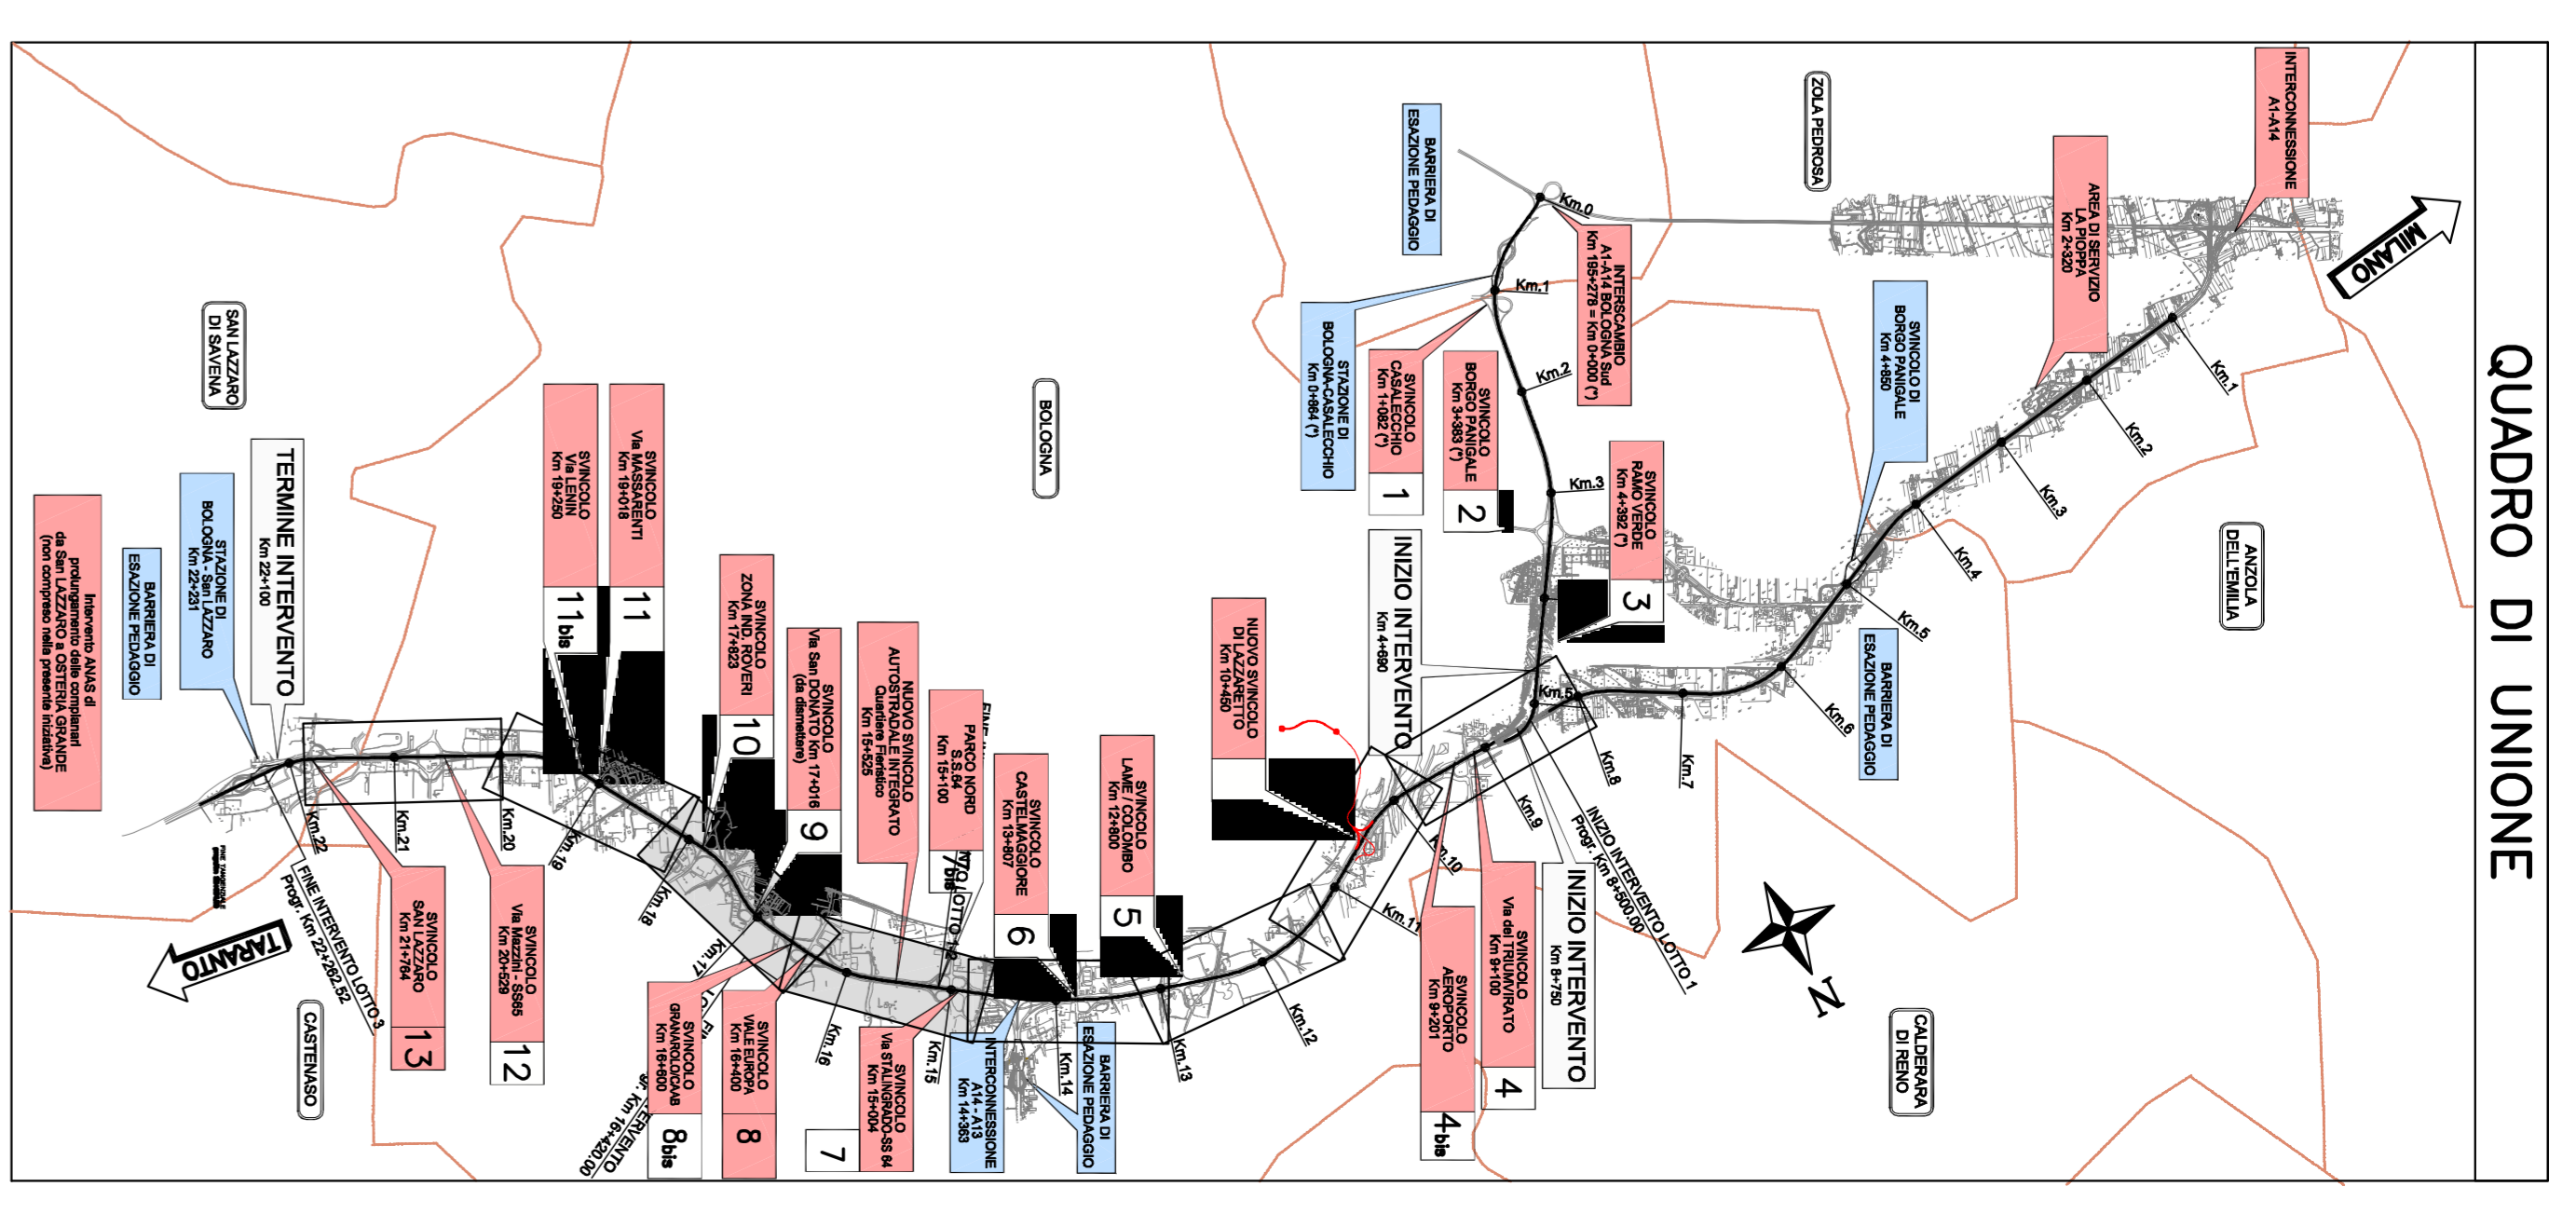 QUADRO DI UNIONE
INTERCONNESSIONE
A1-A14
MILANO
AREA DI SERVIZIO
LA PIOPPA
Km 2+320
ZOLA PEDROSA
SVINCOLO DI
BORGO PANIGALE
Km 4+850
ANZOLA
DELL'EMILIA
BARRIERA DI
ESAZIONE PEDAGGIO
CALDERARA
DI RENO
N
Km.1
Km.2
Km.3
Km.4
Km.5
Km.6
Km.7
Km.8
Km.9
Km.10
Km.11
Km.12
Km.13
Km.14
Km.15
Km.16
Km.17
Km.18
Km.19
Km.20
Km.21
Km.22
Km.0
Km.1
Km.2
Km.3
Km.5
BARRIERA DI
ESAZIONE PEDAGGIO
INTERSCAMBIO
A1-A14 BOLOGNA Sud
Km 195+278 = Km 0+000 (*)
STAZIONE DI
BOLOGNA-CASALECCHIO
Km 0+864 (*)
SVINCOLO
CASALECCHIO
Km 1+082 (*)
1
SVINCOLO
BORGO PANIGALE
Km 3+383 (*)
2
SVINCOLO
RAMO VERDE
Km 4+392 (*)
3
INIZIO INTERVENTO
Km 4+690
INIZIO INTERVENTO LOTTO 1
Progr. Km 8+500.00
INIZIO INTERVENTO
Km 8+750
SVINCOLO
Via del TRIUMVIRATO
Km 9+100
4
SVINCOLO
AEROPORTO
Km 9+201
4bis
NUOVO SVINCOLO
DI LAZZARETTO
Km 10+450
BOLOGNA
SVINCOLO
LAME / COLOMBO
Km 12+800
5
SVINCOLO
CASTELMAGGIORE
Km 13+807
6
BARRIERA DI
ESAZIONE PEDAGGIO
INTERCONNESSIONE
A14 - A13
Km 14+363
PARCO NORD
S.S.64
Km 15+100
7bis
SVINCOLO
Via STALINGRADO-SS 64
Km 15+004
7
NUOVO SVINCOLO
AUTOSTRADALE INTEGRATO
Quartiere Fieristico
Km 15+525
SVINCOLO
VIALE EUROPA
Km 16+400
8
SVINCOLO
GRANAROLO/CAAB
Km 16+600
8bis
Km 16+420.00
SVINCOLO
Via San DONATO Km 17+016
(da dismettere)
9
SVINCOLO
ZONA IND. ROVERI
Km 17+823
10
SVINCOLO
Via MASSARENTI
Km 19+018
11
SVINCOLO
Via LENIN
Km 19+250
11bis
SVINCOLO
Via Mazzini - SS65
Km 20+529
12
SVINCOLO
SAN LAZZARO
Km 21+764
13
FINE INTERVENTO LOTTO 3
Progr. Km 22+262.52
TERMINE INTERVENTO
Km 22+100
STAZIONE DI
BOLOGNA - San LAZZARO
Km 22+231
BARRIERA DI
ESAZIONE PEDAGGIO
SAN LAZZARO
DI SAVENA
CASTENASO
TARANTO
Intervento ANAS di
prolungamento delle complanari
da San LAZZARO a OSTERIA GRANDE
(non compreso nella presente iniziativa)